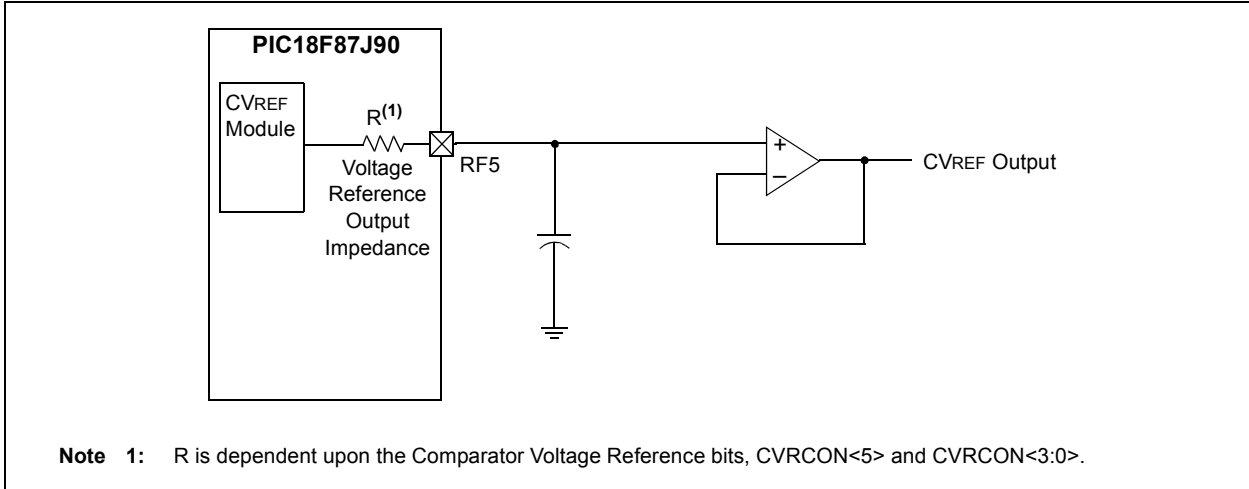 PIC18F87J90
CVREF
Module
R(1)
Voltage
Reference
Output
Impedance
RF5
+
–
CVREF Output
Note 1: R is dependent upon the Comparator Voltage Reference bits, CVRCON<5> and CVRCON<3:0>.